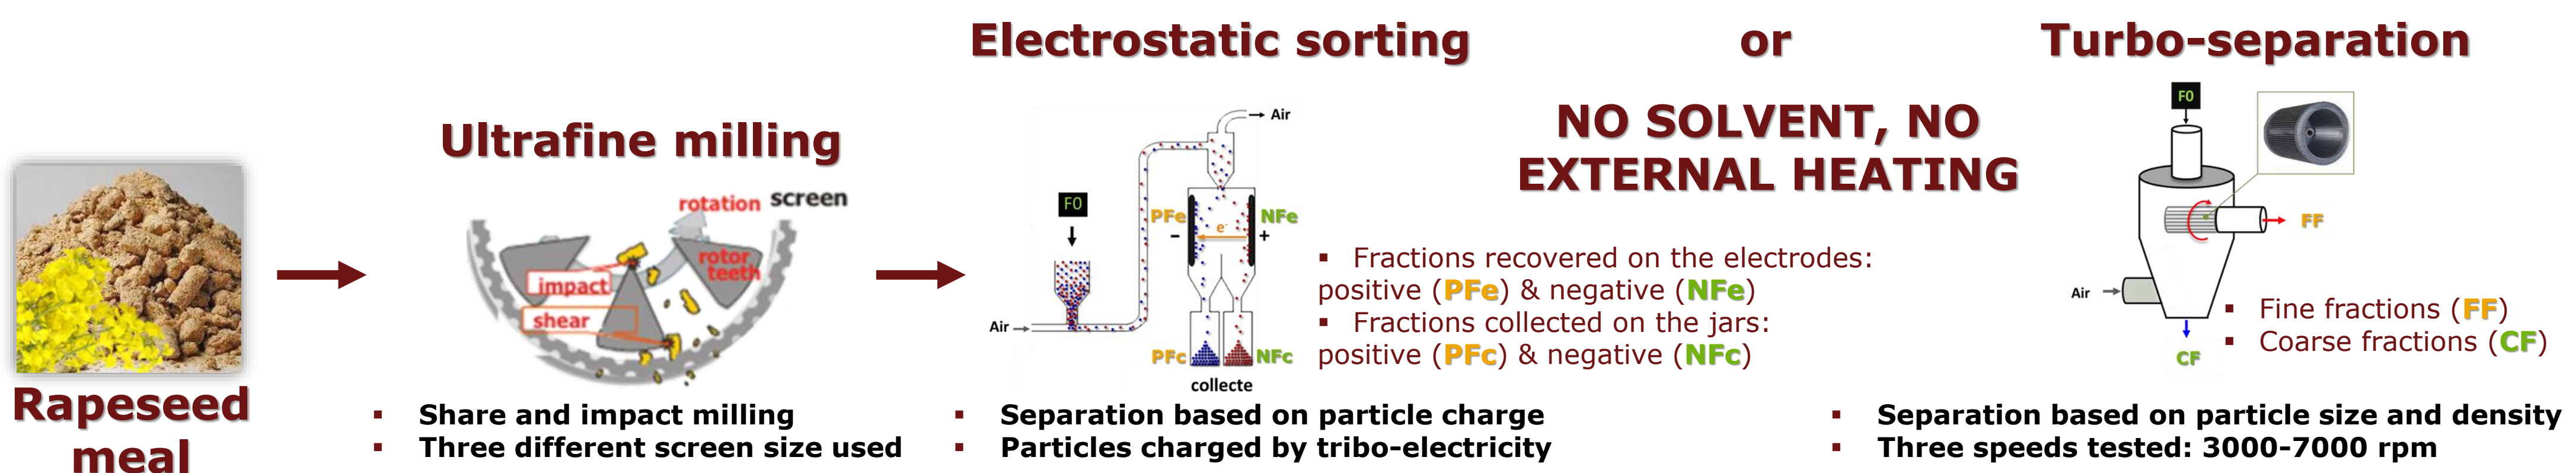 Rapeseed
meal
Ultrafine milling
rotation
screen
rotor
teeth
impact
shear
▪ Share and impact milling
▪ Three different screen size used
Electrostatic sorting
or
Turbo-separation
NO SOLVENT, NO
EXTERNAL HEATING
Air
F0
PFe
NFe
-
e-
+
Air
PFc
NFc
collecte
▪ Fractions recovered on the electrodes:
positive (PFe) & negative (NFe)
▪ Fractions collected on the jars:
positive (PFc) & negative (NFc)
▪ Separation based on particle charge
▪ Particles charged by tribo-electricity
F0
FF
Air
CF
▪ Fine fractions (FF)
▪ Coarse fractions (CF)
▪ Separation based on particle size and density
▪ Three speeds tested: 3000-7000 rpm